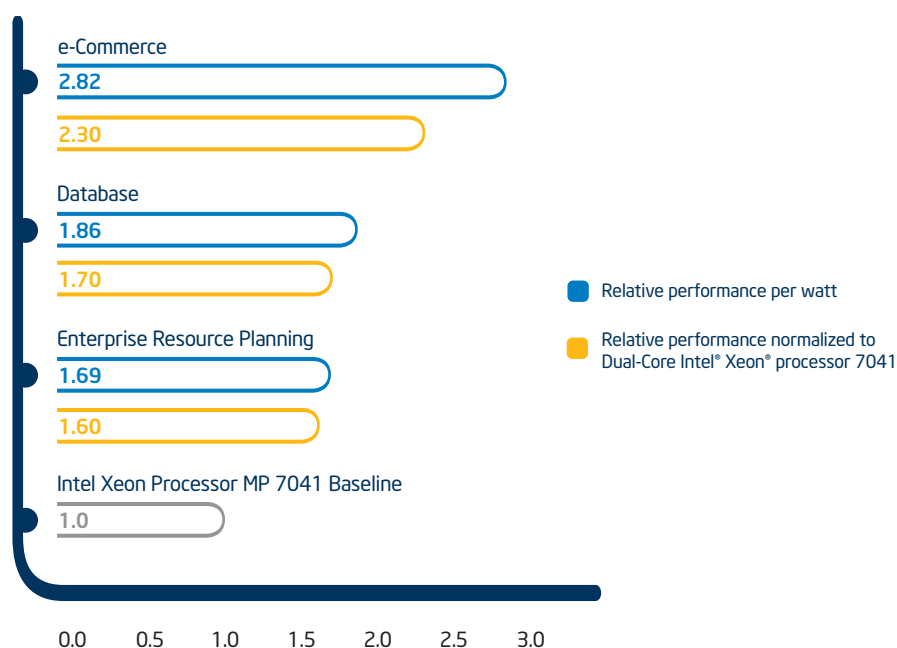 e-Commerce
2.82
2.30
Database
1.86
1.70
Enterprise Resource Planning
1.69
1.60
Intel Xeon Processor MP 7041 Baseline
1.0
0.0 0.5 1.0 1.5 2.0 2.5 3.0
Relative performance per watt
Relative performance normalized to
Dual-Core Intel® Xeon® processor 7041